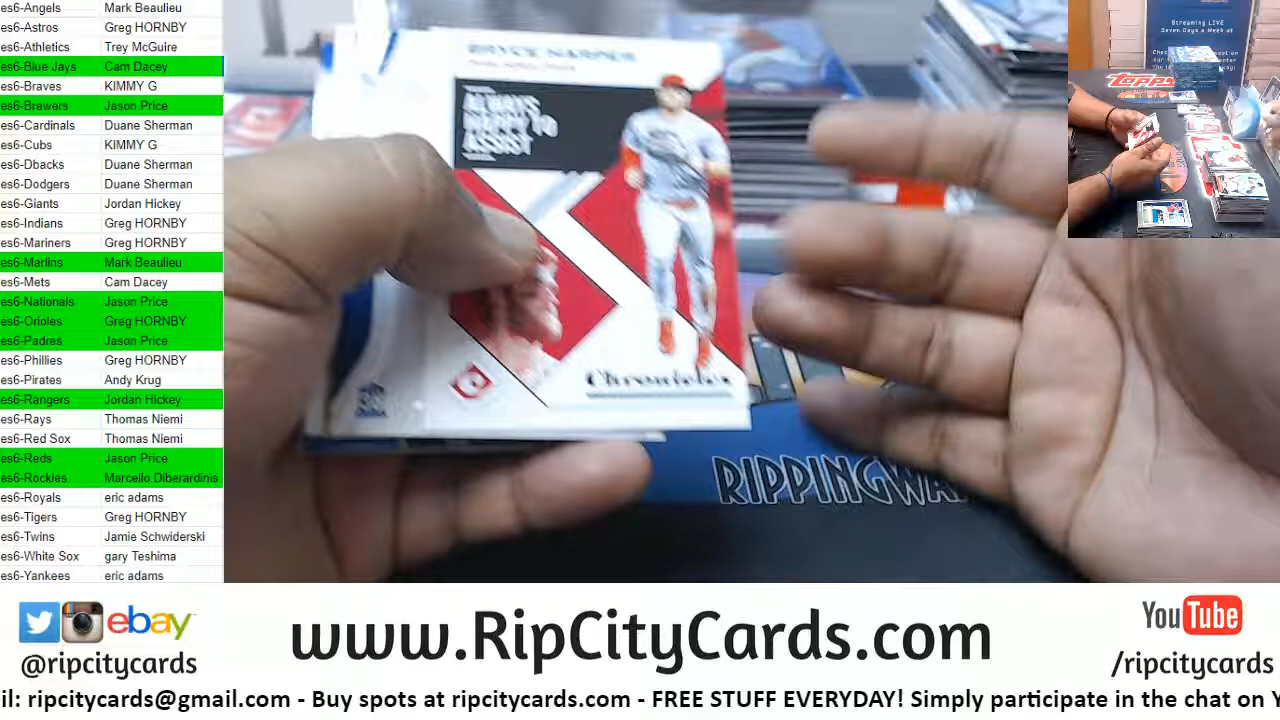 es6-Angels Mark Beaulieu
es6-Astros Greg HORNBY
es6-Athletics Trey McGuire
es6-Blue Jays Cam Dacey
es6-Braves KIMMY G
es6-Brewers Jason Price
es6-Cardinals Duane Sherman
es6-Cubs KIMMY G
es6-Dbacks Duane Sherman
es6-Dodgers Duane Sherman
es6-Giants Jordan Hickey
es6-Indians Greg HORNBY
es6-Mariners Greg HORNBY
es6-Marlins Mark Beaulieu
es6-Mets Cam Dacey
es6-Nationals Jason Price
es6-Orioles Greg HORNBY
es6-Padres Jason Price
es6-Phillies Greg HORNBY
es6-Pirates Andy Krug
es6-Rangers Jordan Hickey
es6-Rays Thomas Niemi
es6-Red Sox Thomas Niemi
es6-Reds Jason Price
es6-Rockies Marcello Diberardinis
es6-Royals eric adams
es6-Tigers Greg HORNBY
es6-Twins Jamie Schwiderski
es6-White Sox gary Teshima
es6-Yankees eric adams
BRYCE HARPER
ALWAYS
HAPPY TO
ASSIST
Chronicles
RIPPINGWA
Streaming LIVE
Seven Days a Week at
Topps
ebay
@ripcitycards
www.RipCityCards.com
YouTube
/ripcitycards
il: ripcitycards@gmail.com - Buy spots at ripcitycards.com - FREE STUFF EVERYDAY! Simply participate in the chat on Y